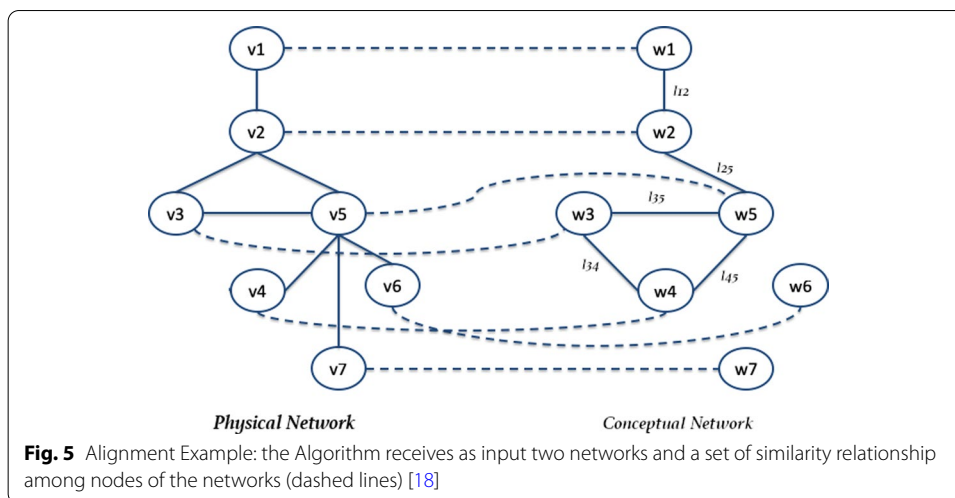 v1 w1
l12
v2 w2
l25
l35
v3 v5 w3 w5
l34 l45
v4 v6 w4 w6
v7 w7
Physical Network Conceptual Network
Fig. 5 Alignment Example: the Algorithm receives as input two networks and a set of similarity relationship
among nodes of the networks (dashed lines) [18]